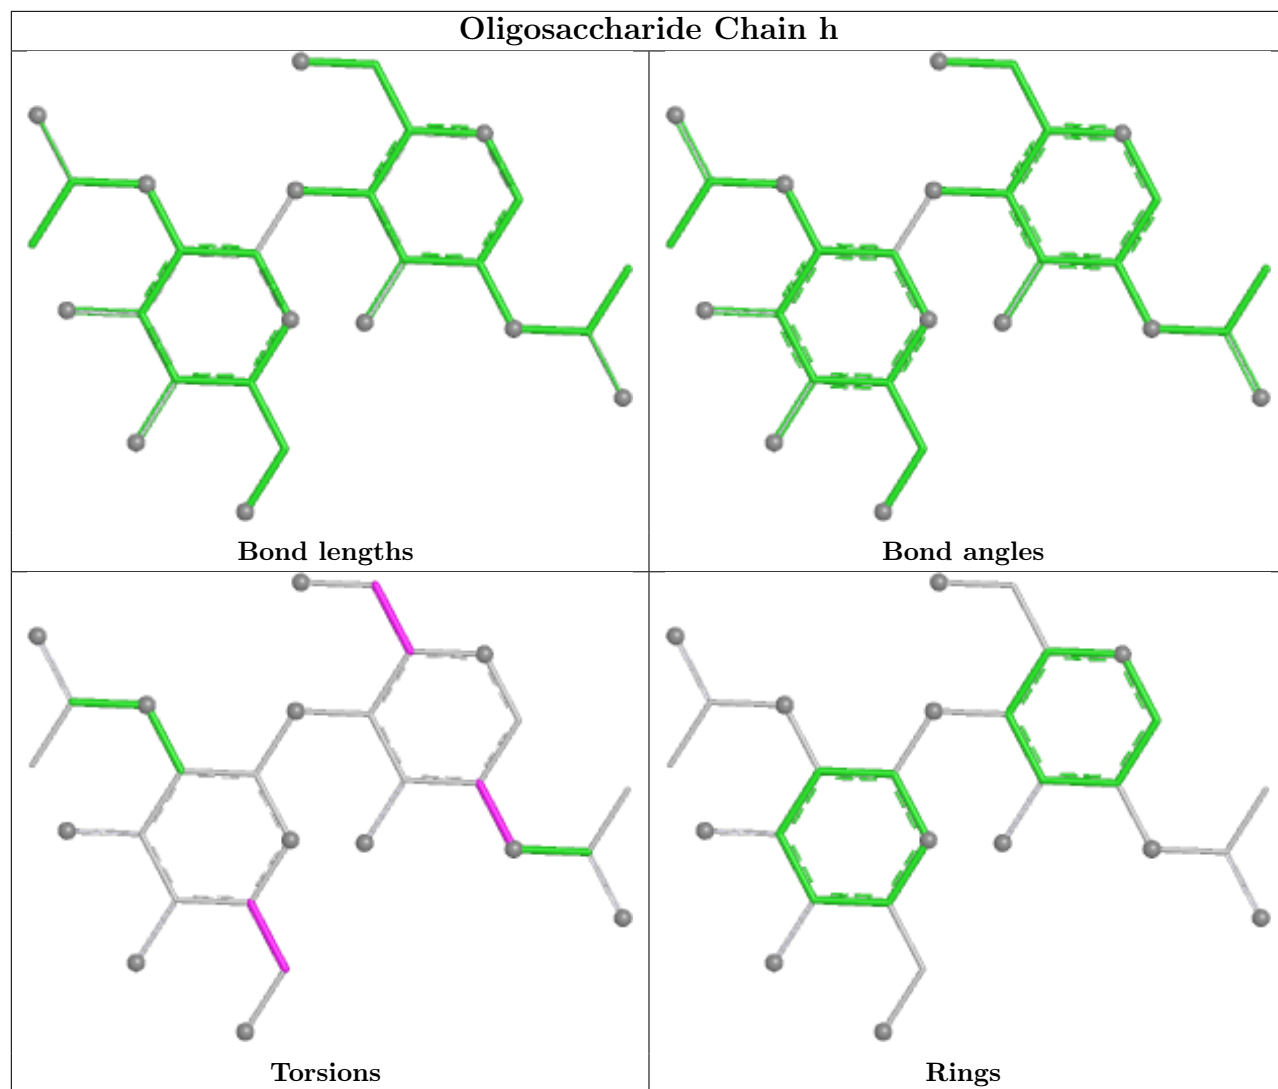 Oligosaccharide Chain h
Bond lengths
Bond angles
Torsions
Rings